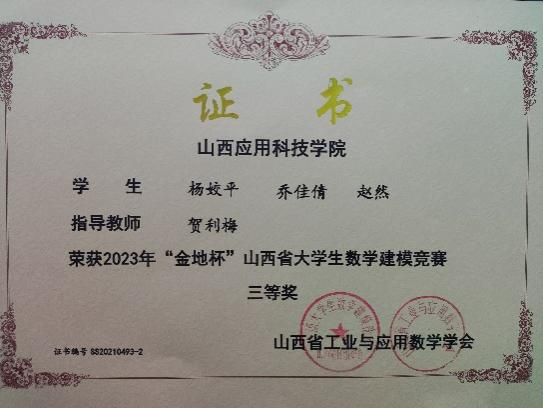 证 书
山西应用科技学院
学 生 杨姣平 乔佳倩 赵然
指导教师 贺利梅
荣获2023年“金地杯”山西省大学生数学建模竞赛
三等奖
山西省工业与应用数学学会
证书编号 SS20210493-2